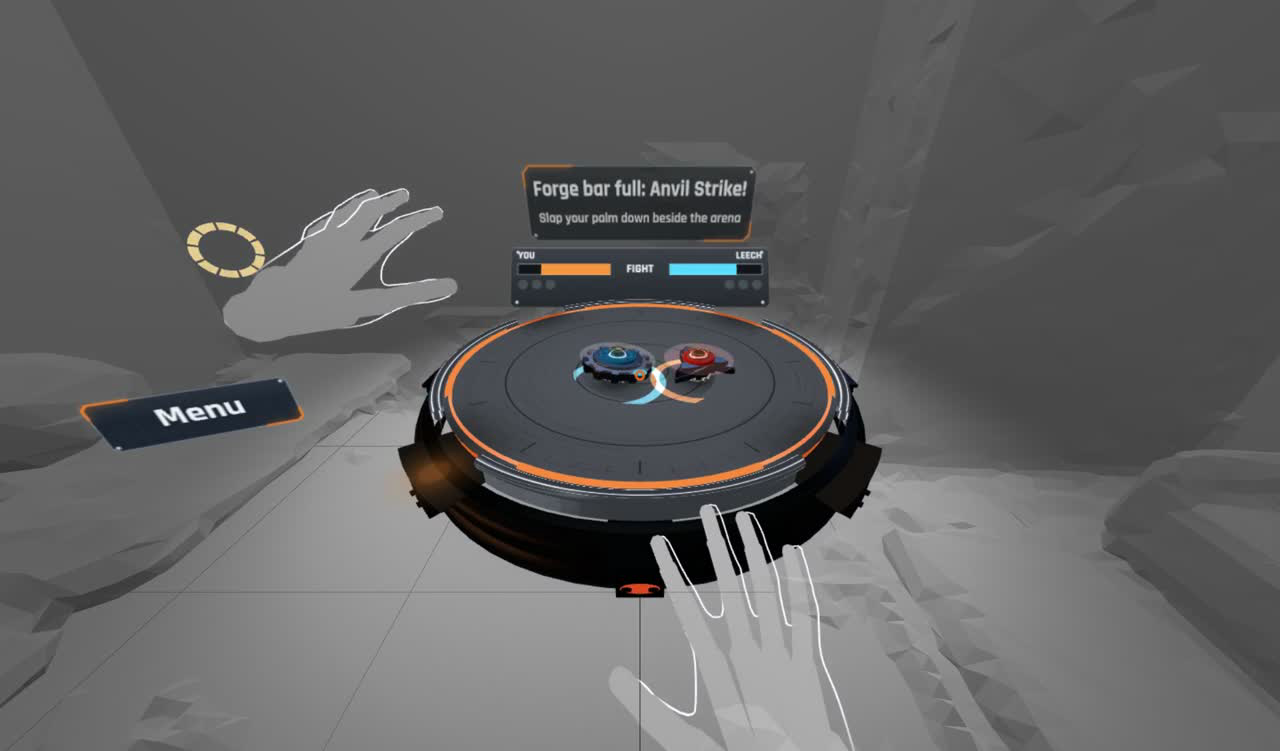 Forge bar full: Anvil Strike!
Slap your palm down beside the arena
YOU FIGHT LEECH
Menu